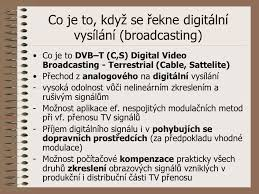 Co je to, když se řekne digitální
vysílání (broadcasting)
• Co je to DVB–T (C,S) Digital Video
Broadcasting - Terrestrial (Cable, Sattelite)
• Přechod z analogového na digitální vysílání
- vysoká odolnost vůči nelineárním zkreslením a
rušivým signálům
- Možnost aplikace ef. nespojitých modulačních metod
při vf. přenosu TV signálů
- Příjem digitálního signálu i v pohybujích se
dopravních prostředcích (za předpokladu vhodné
modulace)
- Možnost počítačové kompenzace prakticky všech
druhů zkreslení obrazových signálů vzniklých v
produkční i distribuční části TV přenosu